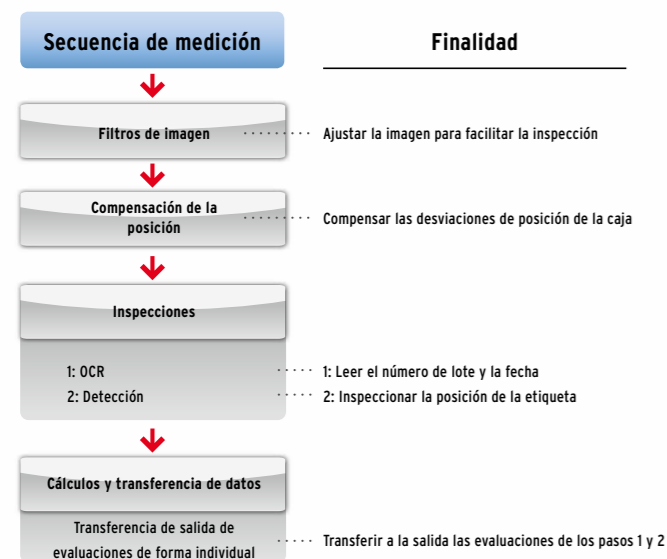 Secuencia de medición
Finalidad
Filtros de imagen
Ajustar la imagen para facilitar la inspección
Compensación de la
posición
Compensar las desviaciones de posición de la caja
Inspecciones
1: OCR
1: Leer el número de lote y la fecha
2: Detección
2: Inspeccionar la posición de la etiqueta
Cálculos y transferencia de datos
Transferencia de salida de
evaluaciones de forma individual
Transferir a la salida las evaluaciones de los pasos 1 y 2